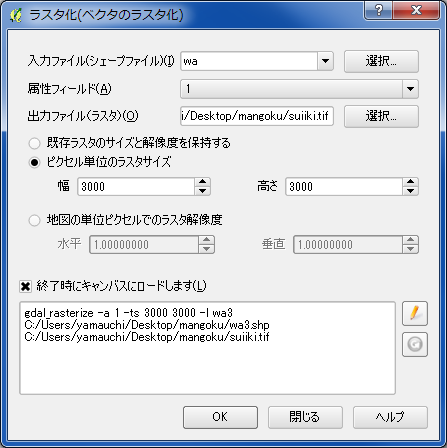 ラスタ化(ベクタのラスタ化)
入力ファイル(シェープファイル)(I) wa 選択...
属性フィールド(A) 1
出力ファイル(ラスタ)(O) i/Desktop/mangoku/suiiki.tif 選択...
既存ラスタのサイズと解像度を保持する
ピクセル単位のラスタサイズ
幅 3000 高さ 3000
地図の単位ピクセルでのラスタ解像度
水平 1.00000000 垂直 1.00000000
終了時にキャンバスにロードします(L)
gdal_rasterize -a 1 -ts 3000 3000 -l wa3
C:/Users/yamauchi/Desktop/mangoku/wa3.shp
C:/Users/yamauchi/Desktop/mangoku/suiiki.tif
OK 閉じる ヘルプ